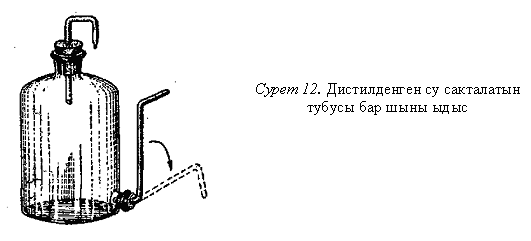 Сурет 12. Дистилденген су сакталатын
тубусы бар шыны ыдыс